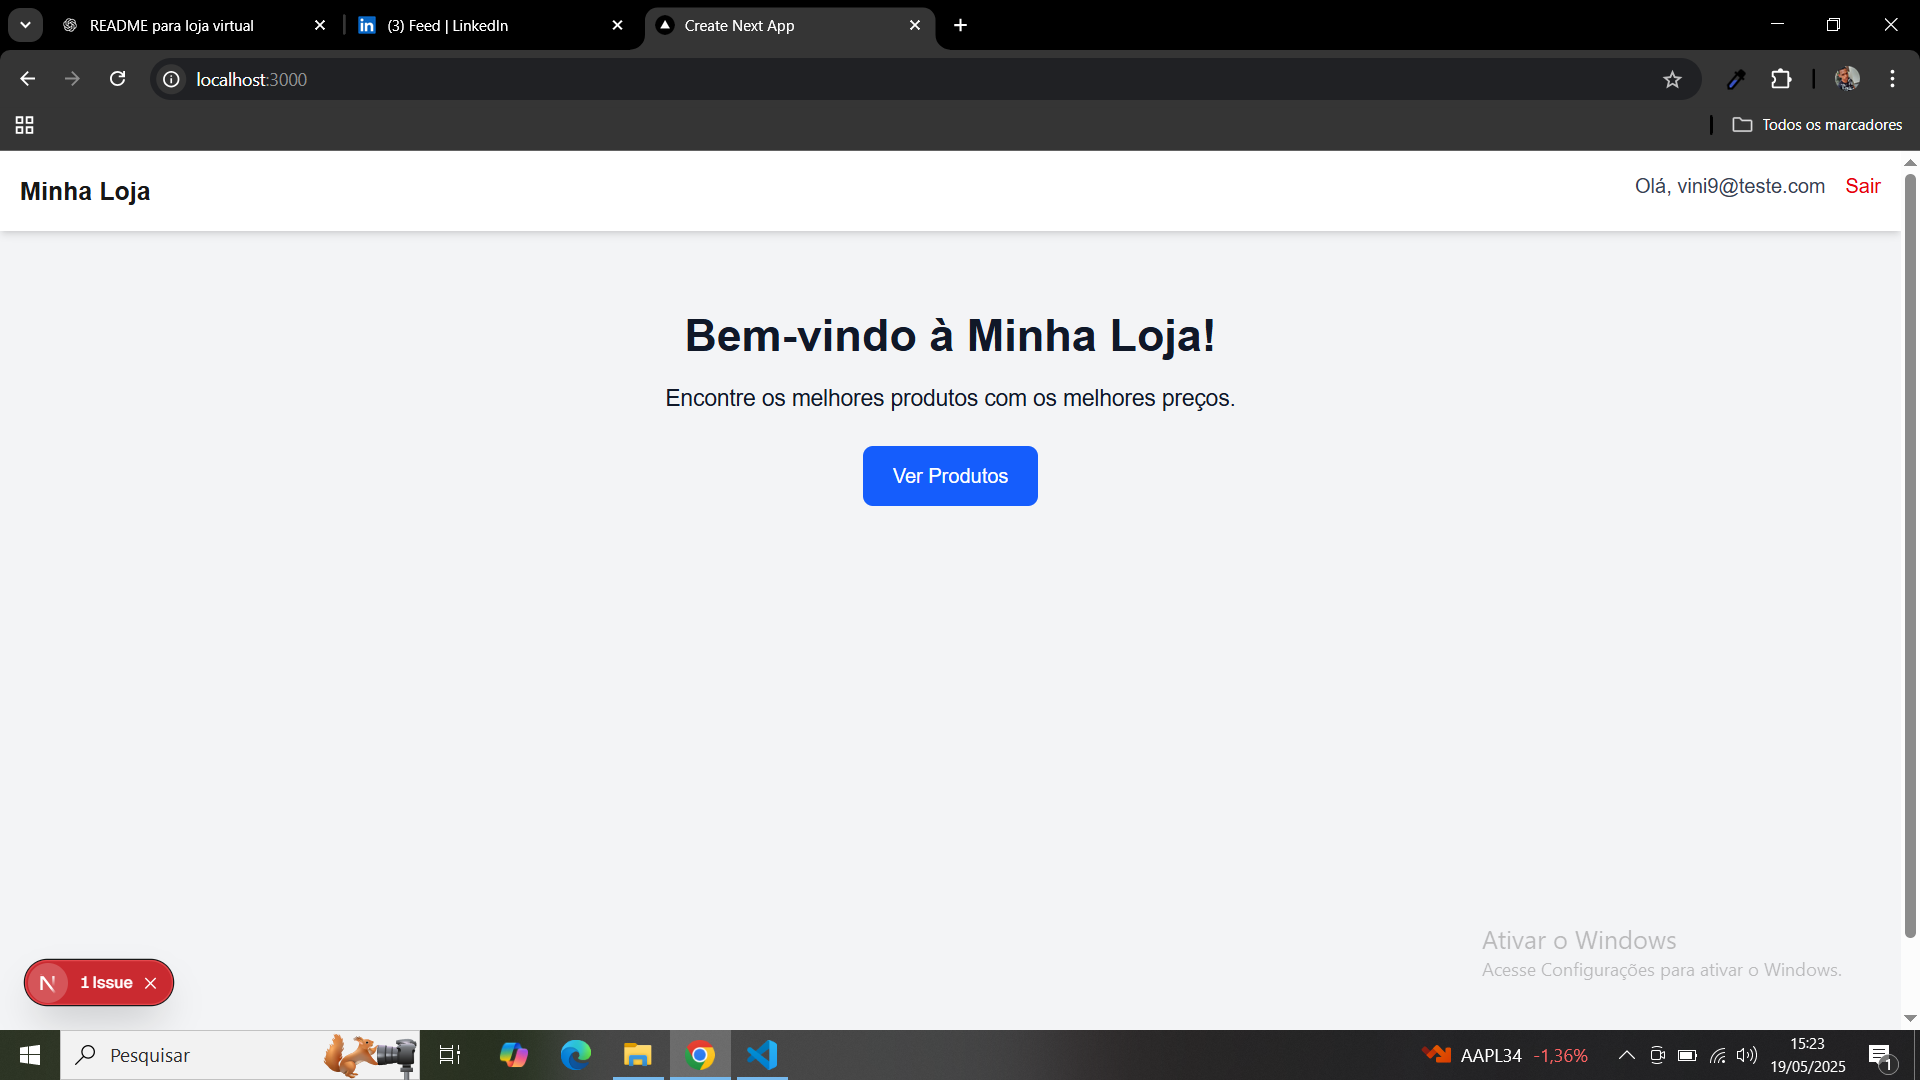 README para loja virtual
(3) Feed | LinkedIn
Create Next App
localhost:3000
Todos os marcadores
Minha Loja
Olá, vini9@teste.com
Sair
Bem-vindo à Minha Loja!
Encontre os melhores produtos com os melhores preços.
Ver Produtos
Ativar o Windows
Acesse Configurações para ativar o Windows.
N
1 Issue
Pesquisar
AAPL34 -1,36%
15:23
19/05/2025
1